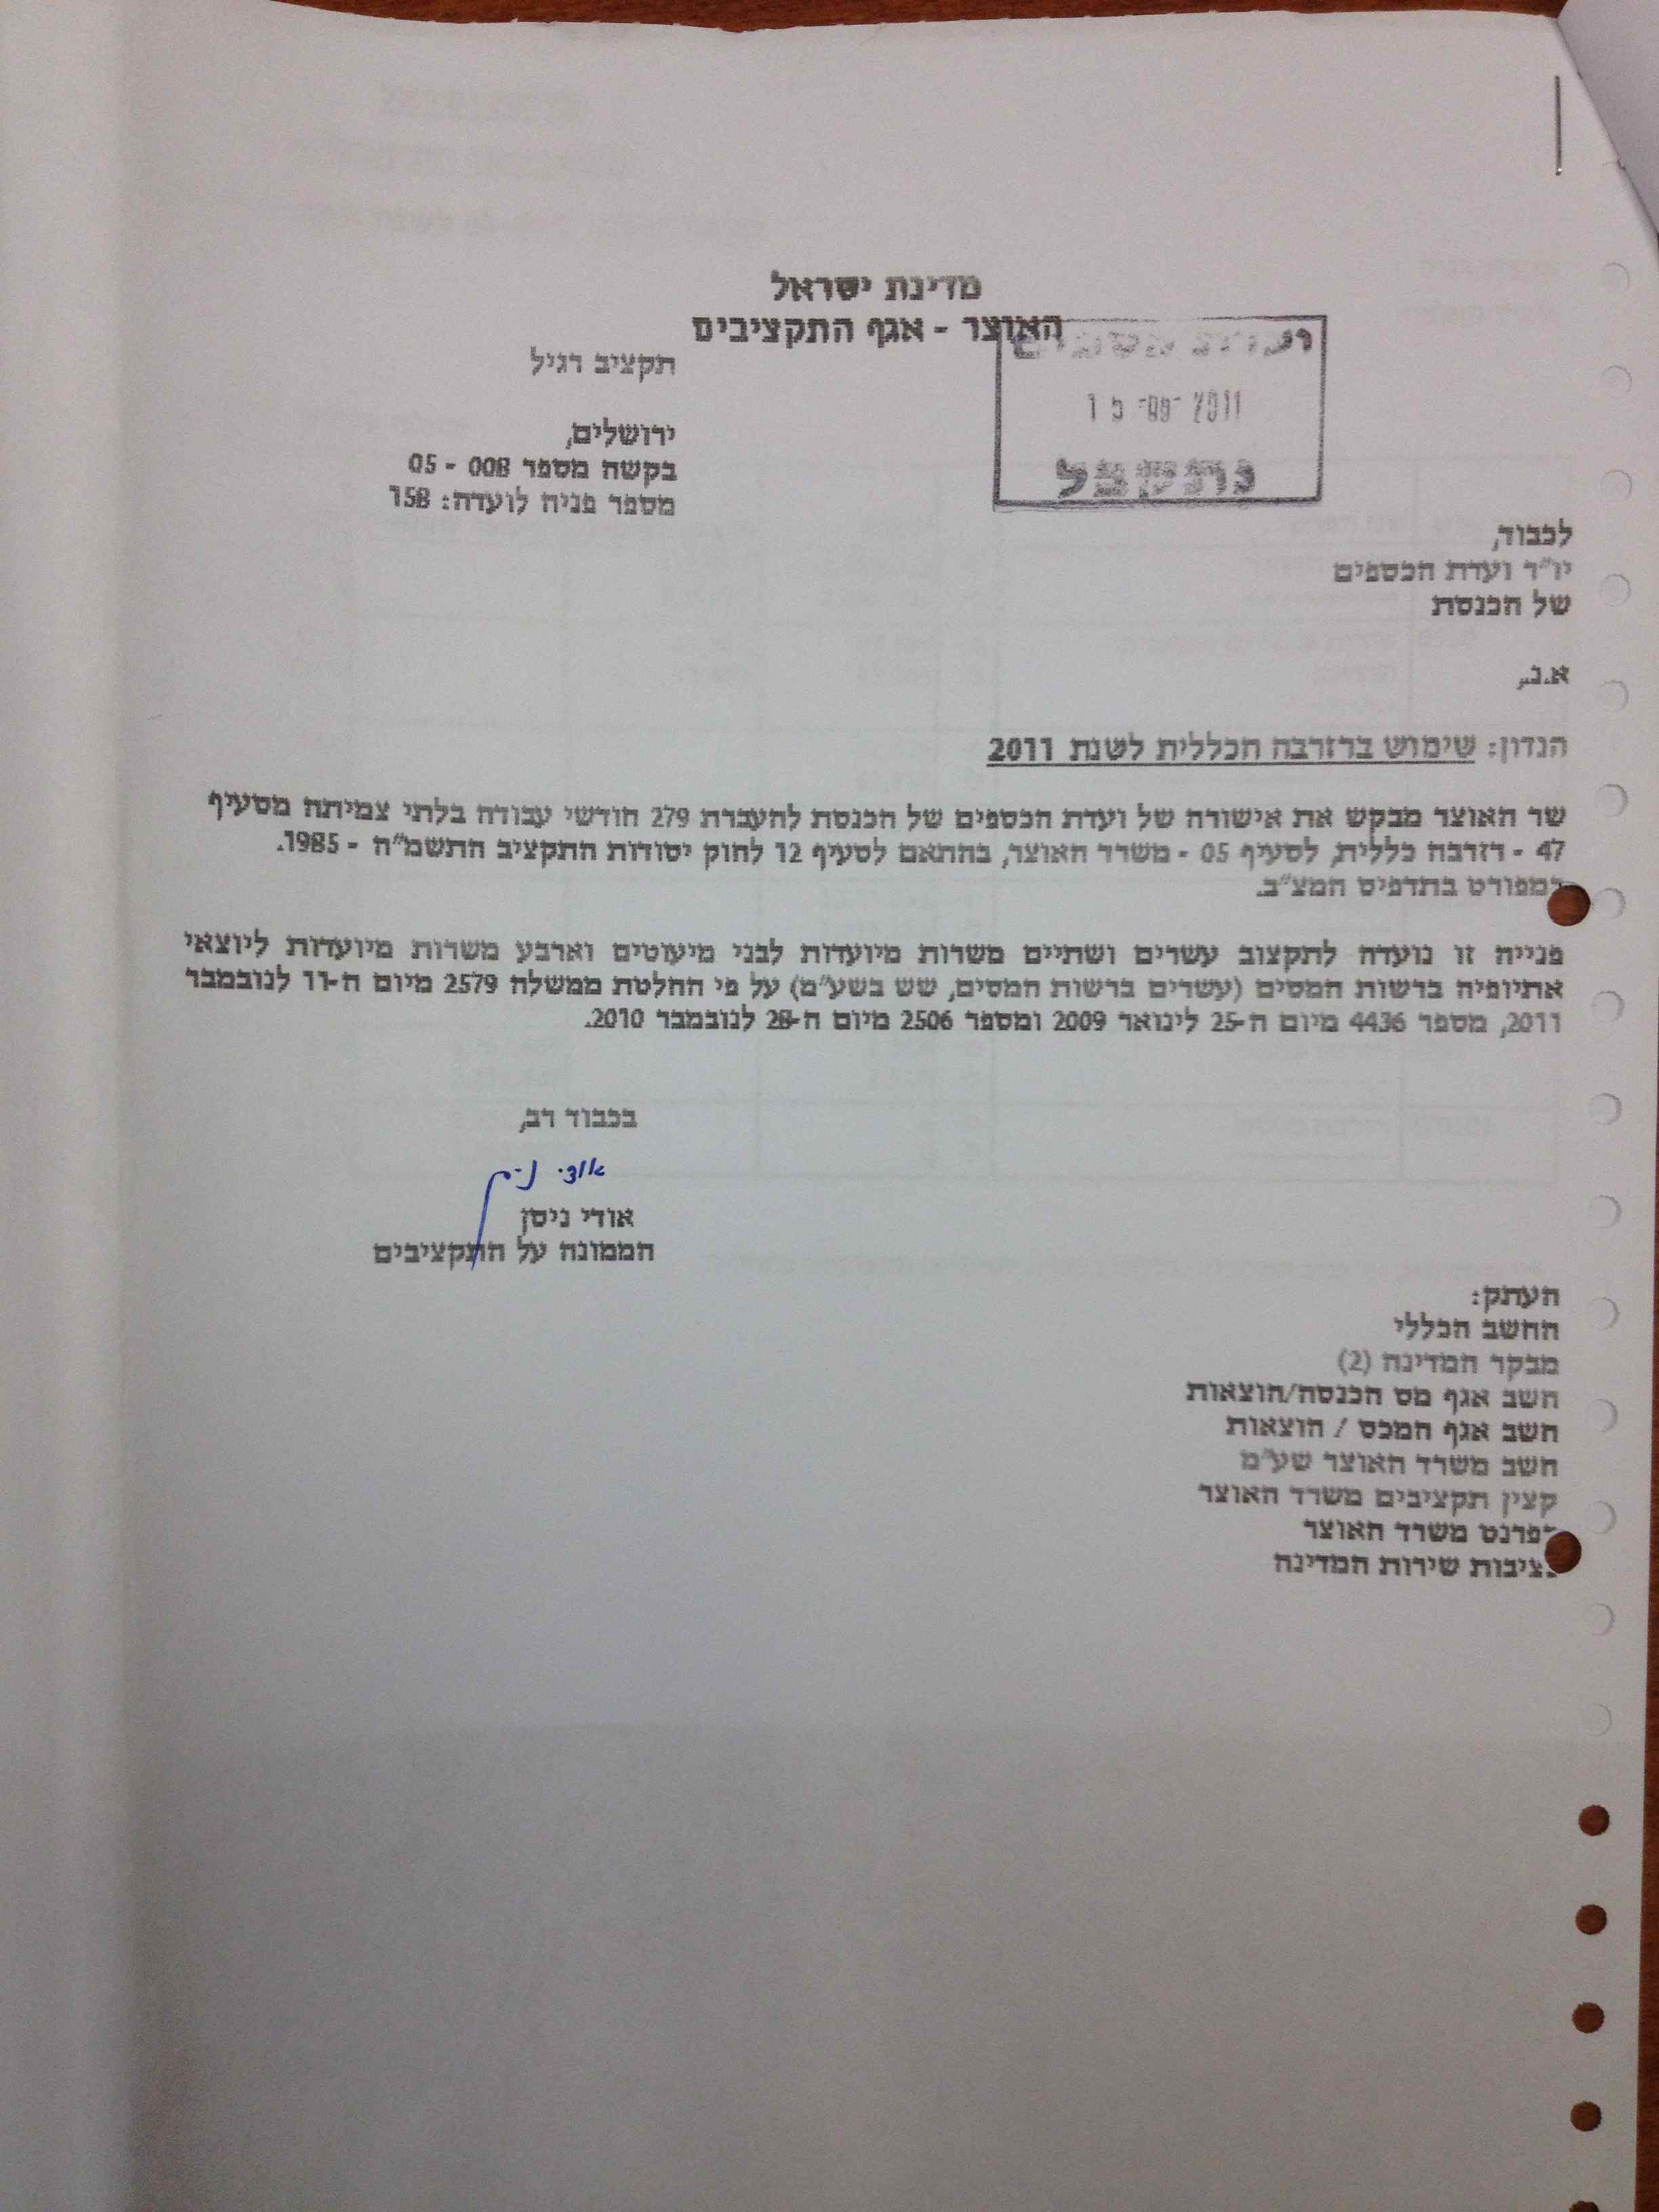 מדינת ישראל
האוצר - אגף התקציבים
תקציב רגיל
ועדת הכספים
15 -08- 2011
נתקבל
ירושלים,
בקשה מספר 008 - 05
מספר פניה לועדה: 158
לכבוד,
יו"ר ועדת הכספים
של הכנסת
א.נ.,
הנדון: שימוש ברזרבה הכללית לשנת 2011
שר האוצר מבקש את אישורה של ועדת הכספים של הכנסת להעברת 279 חודשי עבודה בלתי צמיתה מסעיף
47 - רזרבה כללית, לסעיף 05 - משרד האוצר, בהתאם לסעיף 12 לחוק יסודות התקציב התשמ"ה - 1985.
כמפורט בתדפיס המצ"ב.
פנייה זו נועדה לתקצוב עשרים ושתיים משרות מיועדות לבני מיעוטים וארבע משרות מיועדות ליוצאי
אתיופיה ברשות המסים (עשרים ברשות המסים, שש בשע"מ) על פי החלטת ממשלה 2579 מיום ה-11 לנובמבר
2011, מספר 4436 מיום ה-25 לינואר 2009 ומספר 2506 מיום ה-28 לנובמבר 2010.
בכבוד רב,
אודי ניסן
אודי ניסן
הממונה על התקציבים
העתק:
החשב הכללי
מבקר המדינה (2)
חשב אגף מס הכנסה/הוצאות
חשב אגף המכס / הוצאות
חשב משרד האוצר שע"מ
קצין תקציבים משרד האוצר
רפרנט משרד האוצר
נציבות שירות המדינה